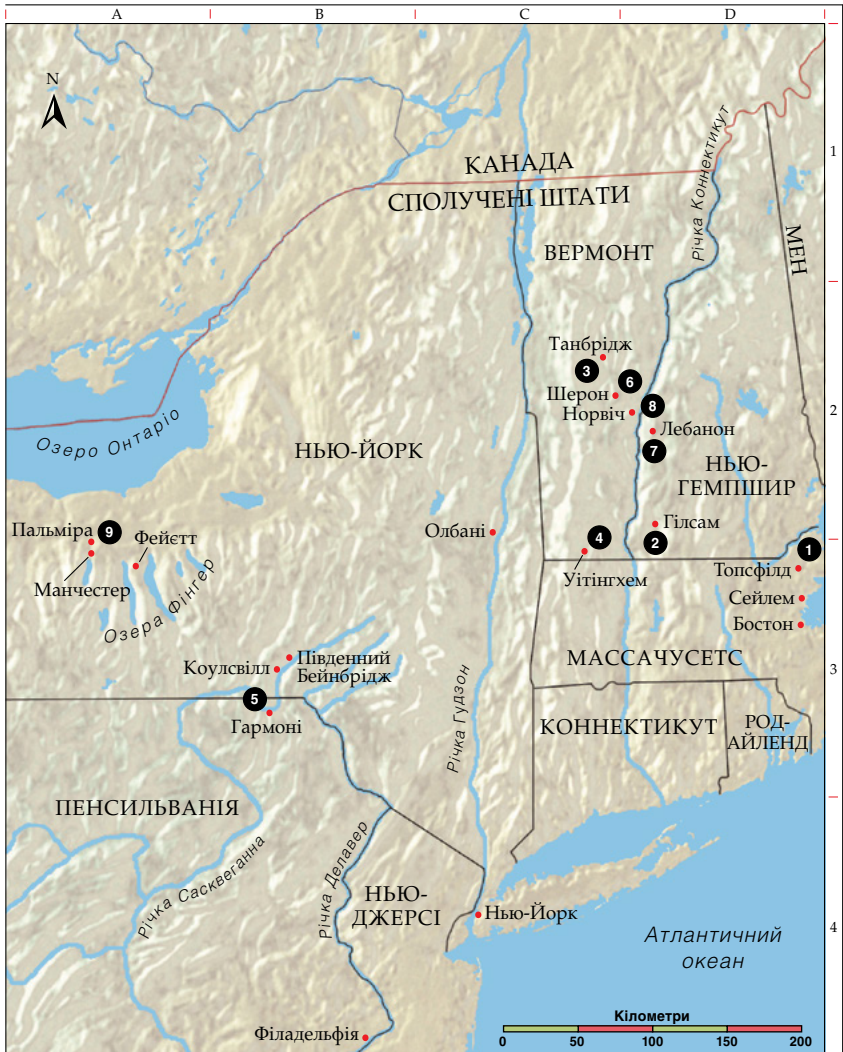 A
B
C
D
N
1
КАНАДА
СПОЛУЧЕНІ ШТАТИ
Річка Коннектикут
МЕН
ВЕРМОНТ
Танбрідж
3
6
Шерон
Норвіч
8
2
Лебанон
7
Озеро Онтаріо
НЬЮ-ЙОРК
НЬЮ-
ГЕМПШИР
Пальміра
9
Фейєтт
Олбані
4
Гілсам
2
1
Манчестер
Уітінгхем
Топсфілд
Озера Фінгер
Сейлем
Бостон
Коулсвілл
Південний
Бейнбрідж
МАССАЧУСЕТС
3
5
Гармоні
Річка Гудзон
КОННЕКТИКУТ
РОД-
АЙЛЕНД
ПЕНСИЛЬВАНІЯ
Річка Сасквеганна
Річка Делавер
НЬЮ-
ДЖЕРСІ
Нью-Йорк
Атлантичний
океан
4
Кілометри
0 50 100 150 200
Філадельфія